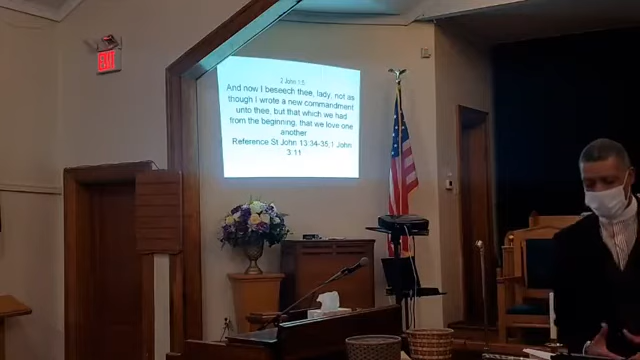 EXIT
2 John 1:5
And now I beseech thee, lady, not as
though I wrote a new commandment
unto thee, but that which we had
from the beginning, that we love one
another
Reference St John 13:34-35,1 John
3:11